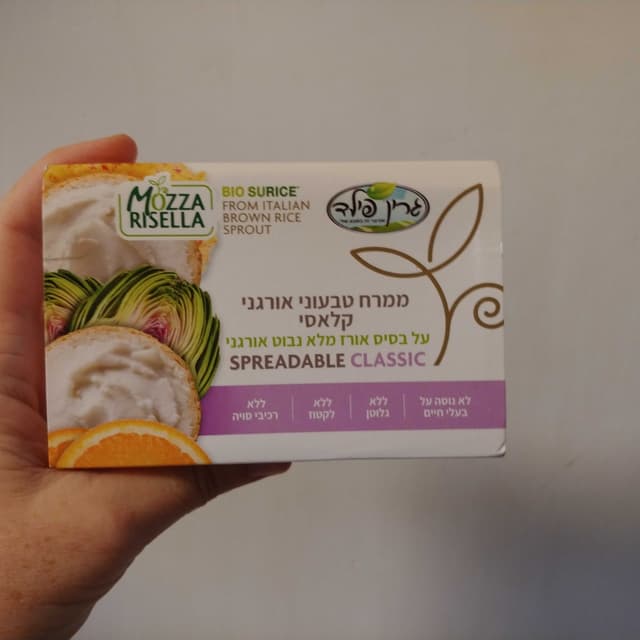 MOZZA
RISELLA
BIO SURICE™
FROM ITALIAN
BROWN RICE
SPROUT
גרין פילד
ממרח טבעוני אורגני
קלאסי
על בסיס אורז מלא נבוט אורגני
SPREADABLE CLASSIC
לא נוסה על
בעלי חיים
ללא
גלוטן
ללא
לקטוז
ללא
רכיבי סויה